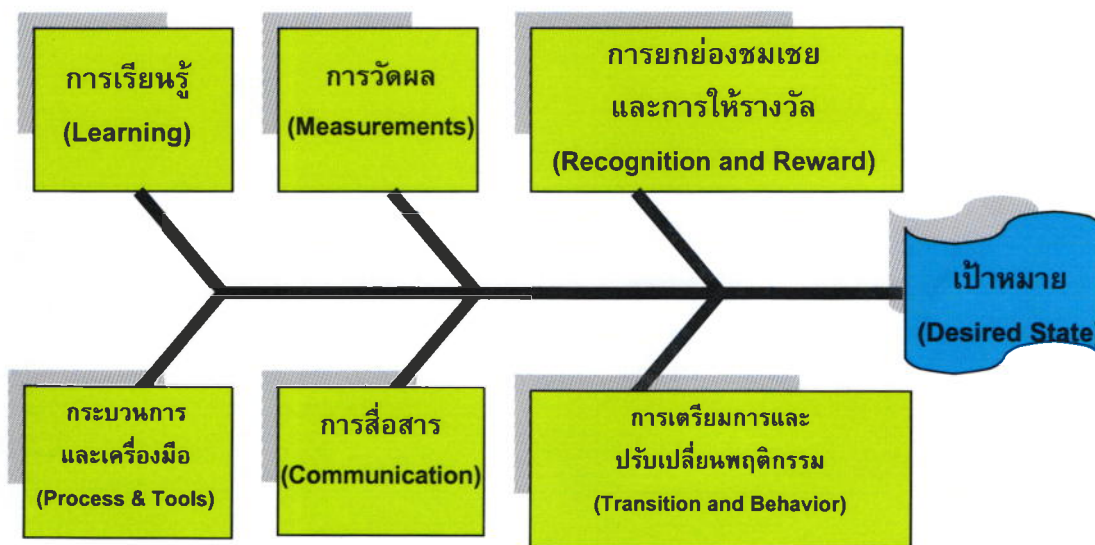 การเรียนรู้
(Learning)
การวัดผล
(Measurements)
การยกย่องชมเชย
และการให้รางวัล
(Recognition and Reward)
เป้าหมาย
(Desired State)
กระบวนการ
และเครื่องมือ
(Process & Tools)
การสื่อสาร
(Communication)
การเตรียมการและ
ปรับเปลี่ยนพฤติกรรม
(Transition and Behavior)